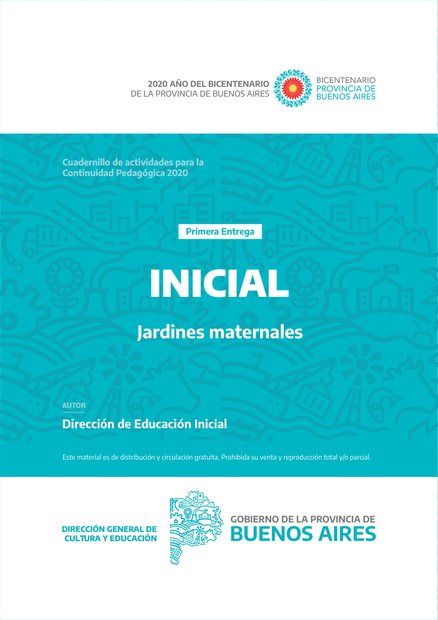 2020 AÑO DEL BICENTENARIO
DE LA PROVINCIA DE BUENOS AIRES
BICENTENARIO
PROVINCIA DE
BUENOS AIRES
Cuadernillo de actividades para la
Continuidad Pedagógica 2020
Primera Entrega
INICIAL
Jardines maternales
AUTOR
Dirección de Educación Inicial
Este material es de distribución y circulación gratuita. Prohibida su venta y reproducción total y/o parcial.
DIRECCIÓN GENERAL DE
CULTURA Y EDUCACIÓN
GOBIERNO DE LA PROVINCIA DE
BUENOS AIRES